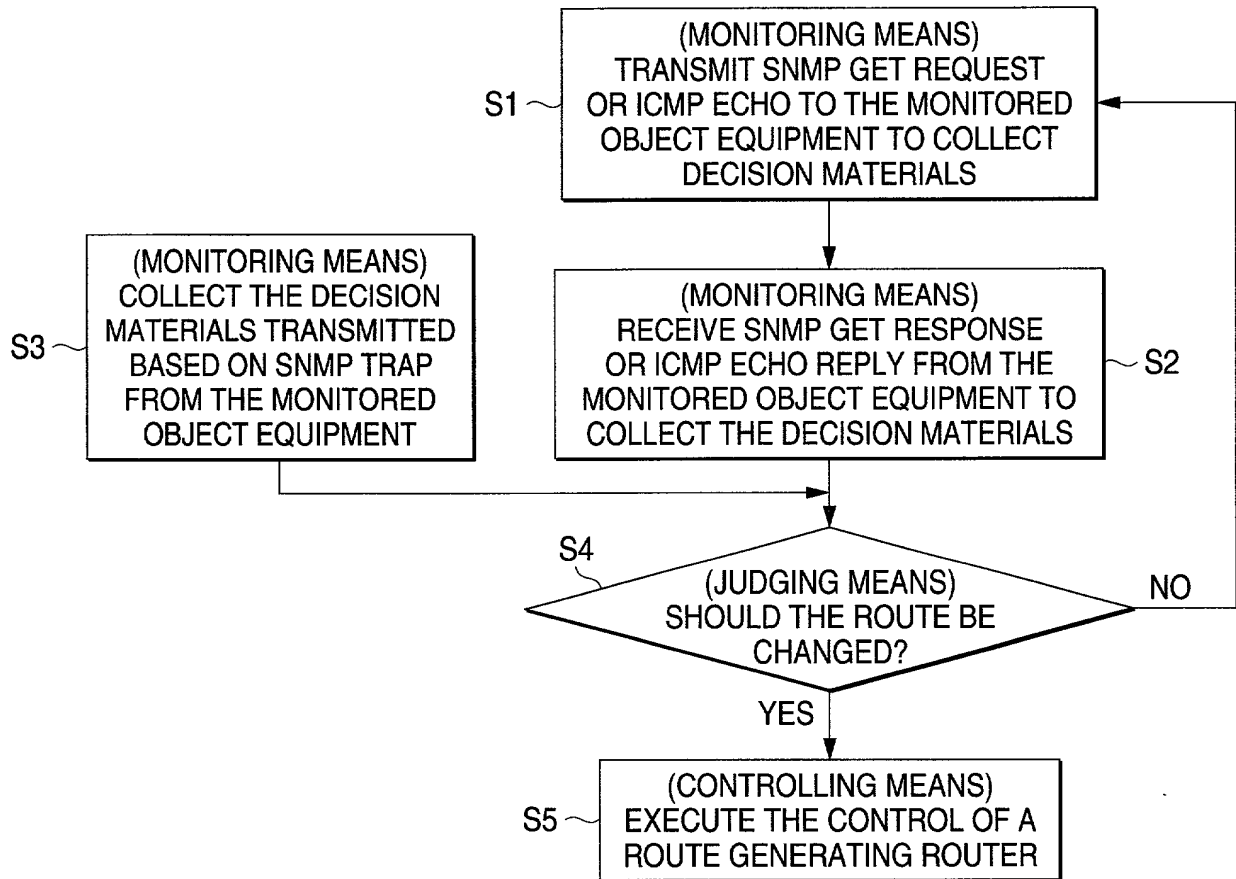 (MONITORING MEANS)
TRANSMIT SNMP GET REQUEST
OR ICMP ECHO TO THE MONITORED
OBJECT EQUIPMENT TO COLLECT
DECISION MATERIALS
S1
(MONITORING MEANS)
COLLECT THE DECISION
MATERIALS TRANSMITTED
BASED ON SNMP TRAP
FROM THE MONITORED
OBJECT EQUIPMENT
S3
(MONITORING MEANS)
RECEIVE SNMP GET RESPONSE
OR ICMP ECHO REPLY FROM THE
MONITORED OBJECT EQUIPMENT TO
COLLECT THE DECISION MATERIALS
S2
S4
(JUDGING MEANS)
SHOULD THE ROUTE BE
CHANGED?
NO
YES
(CONTROLLING MEANS)
EXECUTE THE CONTROL OF A
ROUTE GENERATING ROUTER
S5